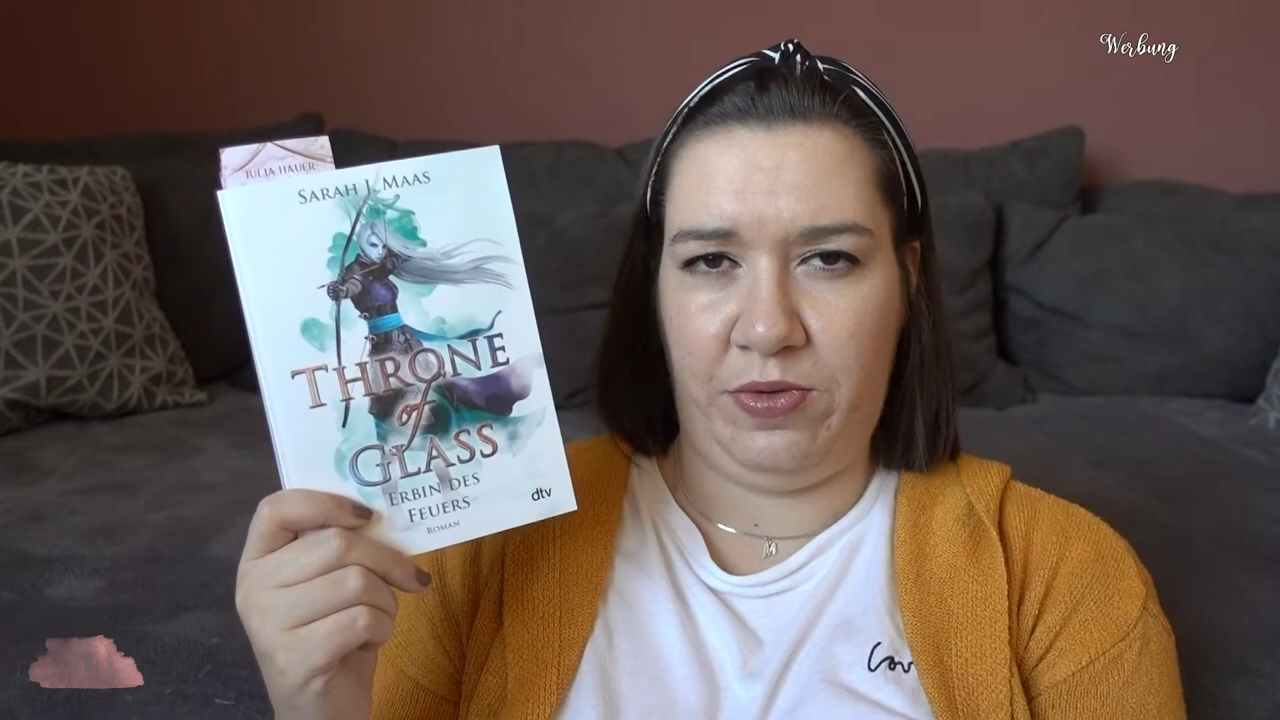 Werbung
JULIA HAUER
SARAH J. MAAS
THRONE
of
GLASS
ERBIN DES
FEUERS
ROMAN
dtv
M